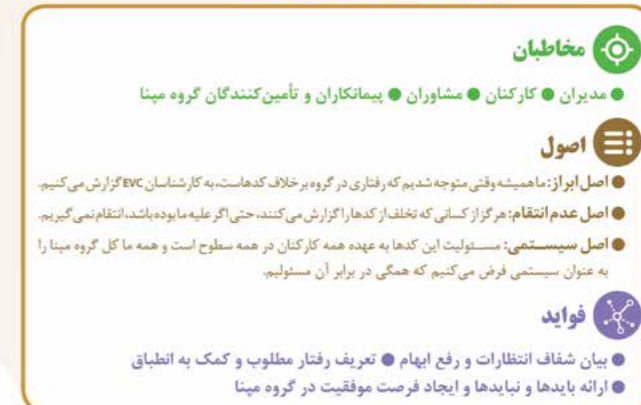 مخاطبان
● مدیران ● کارکنان ● مشاوران ● پیمانکاران و تأمین‌کنندگان گروه مپنا
اصول
● اصل ابراز: ما همیشه وقتی متوجه شدیم که رفتاری در گروه برخلاف کدهاست، به کارشناسان EVC گزارش می‌کنیم.
● اصل عدم انتقام: هرگز از کسانی که تخلف از کدها را گزارش می‌کنند، حتی اگر علیه ما بوده باشد، انتقام نمی‌گیریم.
● اصل سیستمی: مسئولیت این کدها به عهده همه کارکنان در همه سطوح است و همه ما کل گروه مپنا را
به عنوان سیستمی فرض می‌کنیم که همگی در برابر آن مسئولیم.
فواید
● بیان شفاف انتظارات و رفع ابهام ● تعریف رفتار مطلوب و کمک به انطباق
● ارائه بایدها و نبایدها و ایجاد فرصت موفقیت در گروه مپنا